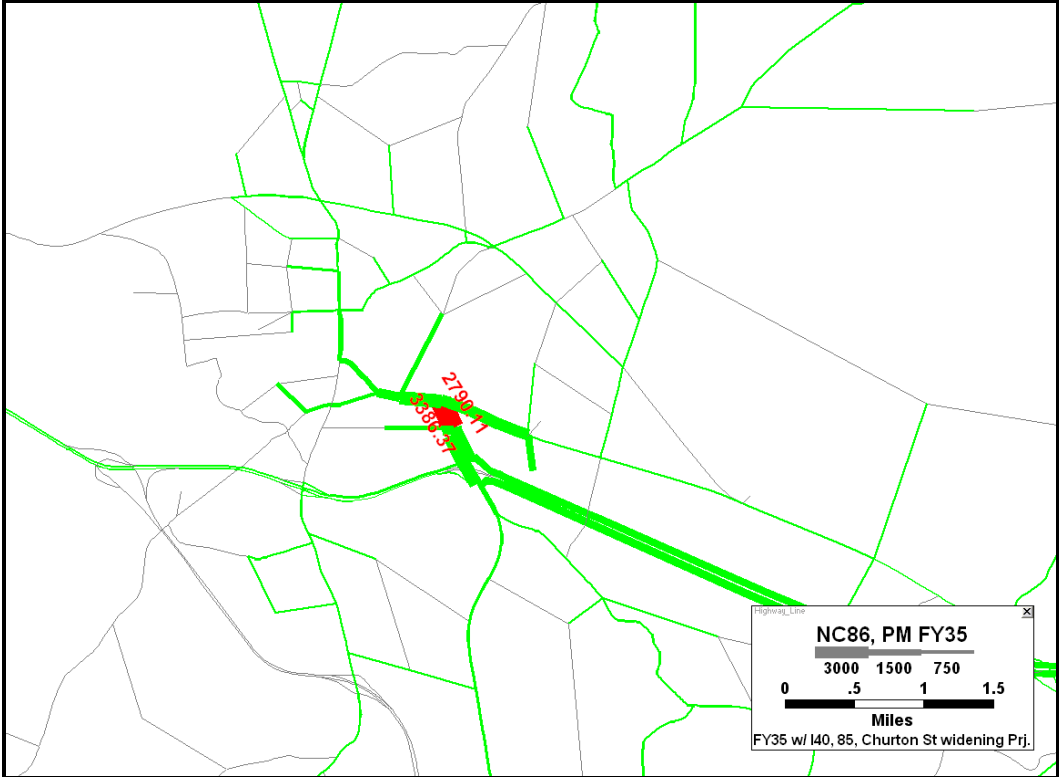 2790.11
3386.37
Highway_Line
NC86, PM FY35
3000 1500 750
0 .5 1 1.5
Miles
FY35 w/ I40, 85, Churton St widening Prj.